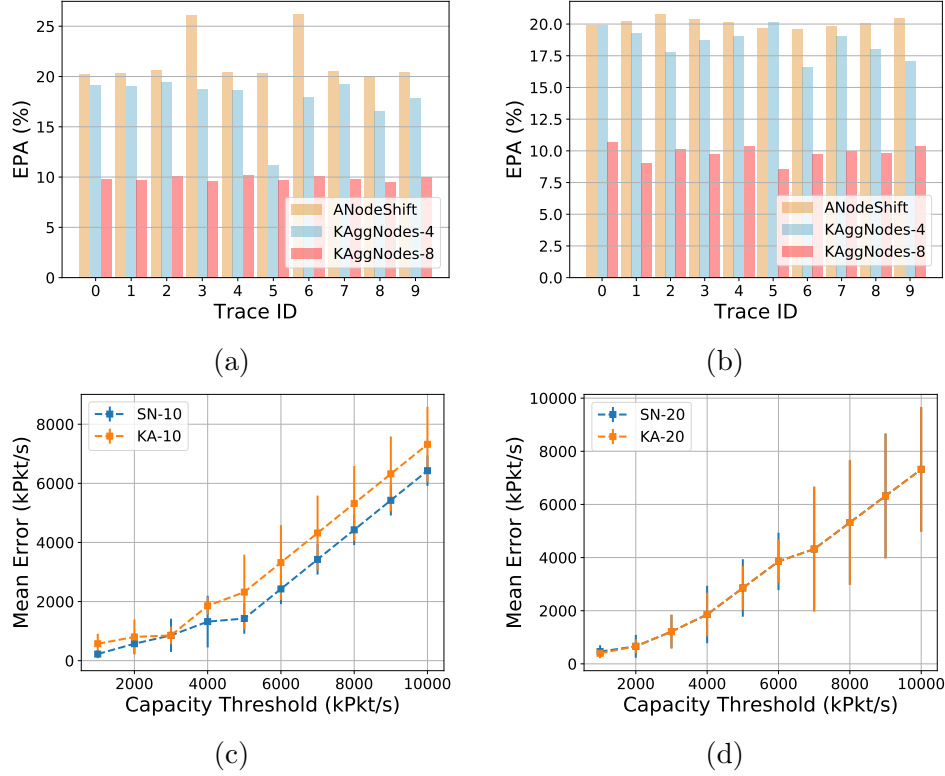 25
20
15
10
5
0
EPA (%)
ANodeShift
KAggNodes-4
KAggNodes-8
0 1 2 3 4 5 6 7 8 9
Trace ID
(a)
20.0
17.5
15.0
12.5
10.0
7.5
5.0
2.5
0.0
EPA (%)
ANodeShift
KAggNodes-4
KAggNodes-8
0 1 2 3 4 5 6 7 8 9
Trace ID
(b)
8000
6000
4000
2000
0
Mean Error (kPkt/s)
SN-10
KA-10
2000 4000 6000 8000 10000
Capacity Threshold (kPkt/s)
(c)
10000
8000
6000
4000
2000
0
Mean Error (kPkt/s)
SN-20
KA-20
2000 4000 6000 8000 10000
Capacity Threshold (kPkt/s)
(d)